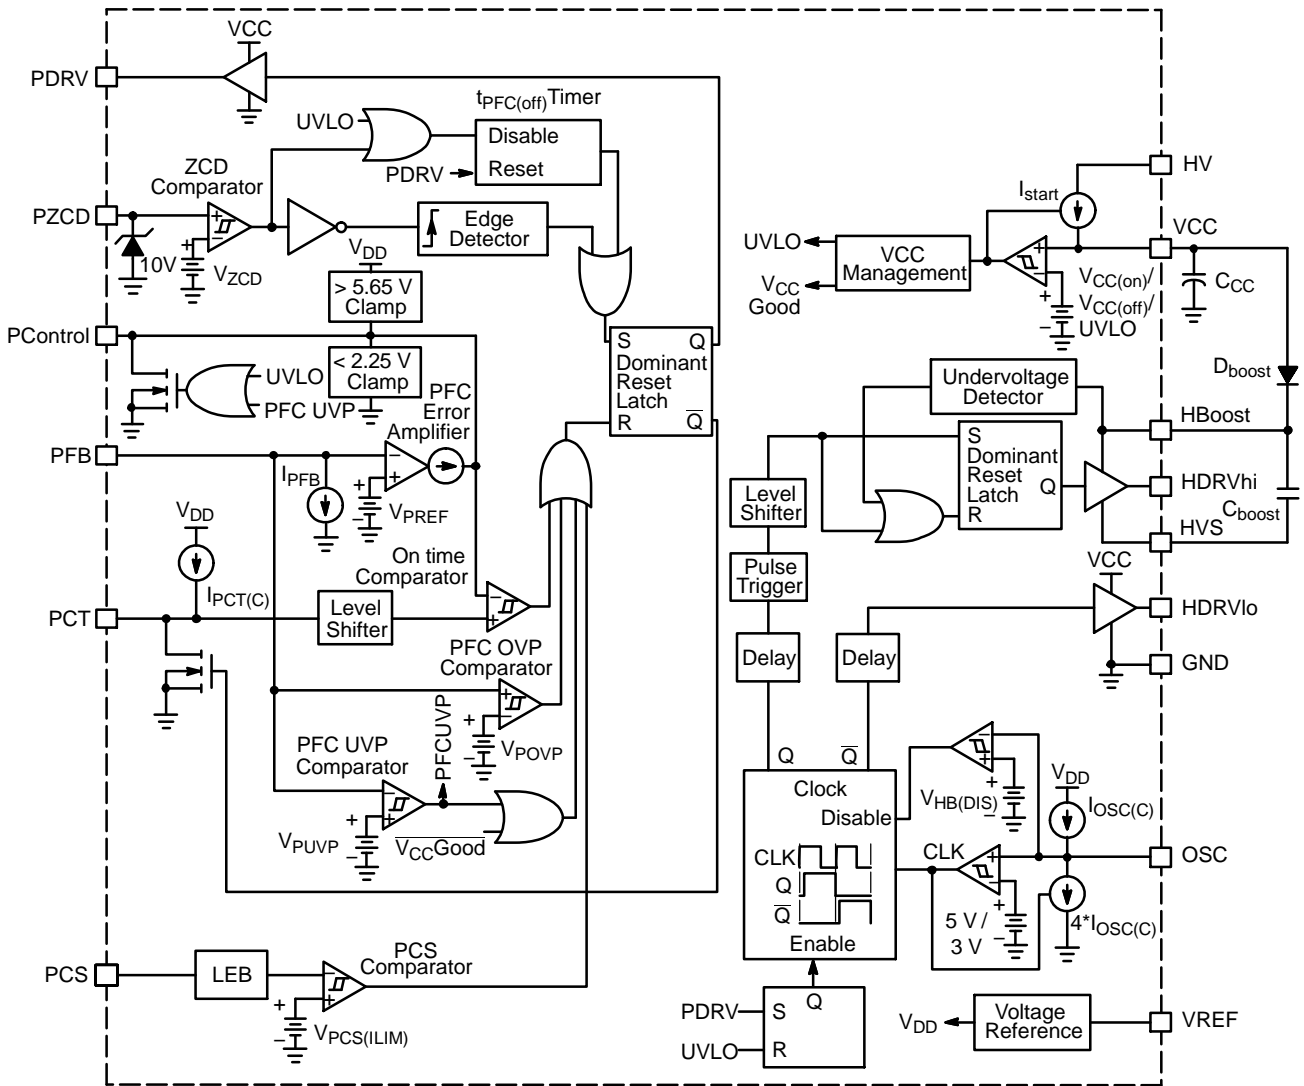 VCC
PDRV
tPFC(off)Timer
UVLO
Disable
Reset
PDRV
ZCD
Comparator
PZCD
+
−
10V
VZCD
Edge
Detector
VDD
> 5.65 V
Clamp
PControl
< 2.25 V
Clamp
UVLO
PFC UVP
PFC
Error
Amplifier
S
Q
Dominant
Reset
Latch
Q
R
PFB
IPFB
−
+
+
−
VPREF
VDD
IPCT(C)
On time
Comparator
PCT
Level
Shifter
−
+
PFC OVP
Comparator
+
−
+
−
VPOVP
PFCUVP
PFC UVP
Comparator
−
+
+
−
VPUVP
VCCGood
PCS
LEB
PCS
Comparator
−
+
+
−
VPCS(ILIM)
HV
Istart
VCC
UVLO
VCC
Good
VCC
Management
+
−
+
−
VCC(on)/
VCC(off)/
UVLO
CCC
Dboost
Undervoltage
Detector
HBoost
S
Dominant
Reset
Latch
Q
R
HDRVhi
Cboost
HVS
Level
Shifter
Pulse
Trigger
VCC
HDRVlo
Delay
Delay
GND
Q
Q
Clock
Disable
−
+
VHB(DIS)
+
−
VDD
IOSC(C)
CLK
Q
Q
Enable
CLK
+
−
OSC
5 V /
3 V
+
−
4*IOSC(C)
Q
PDRV
S
UVLO
R
VDD
Voltage
Reference
VREF